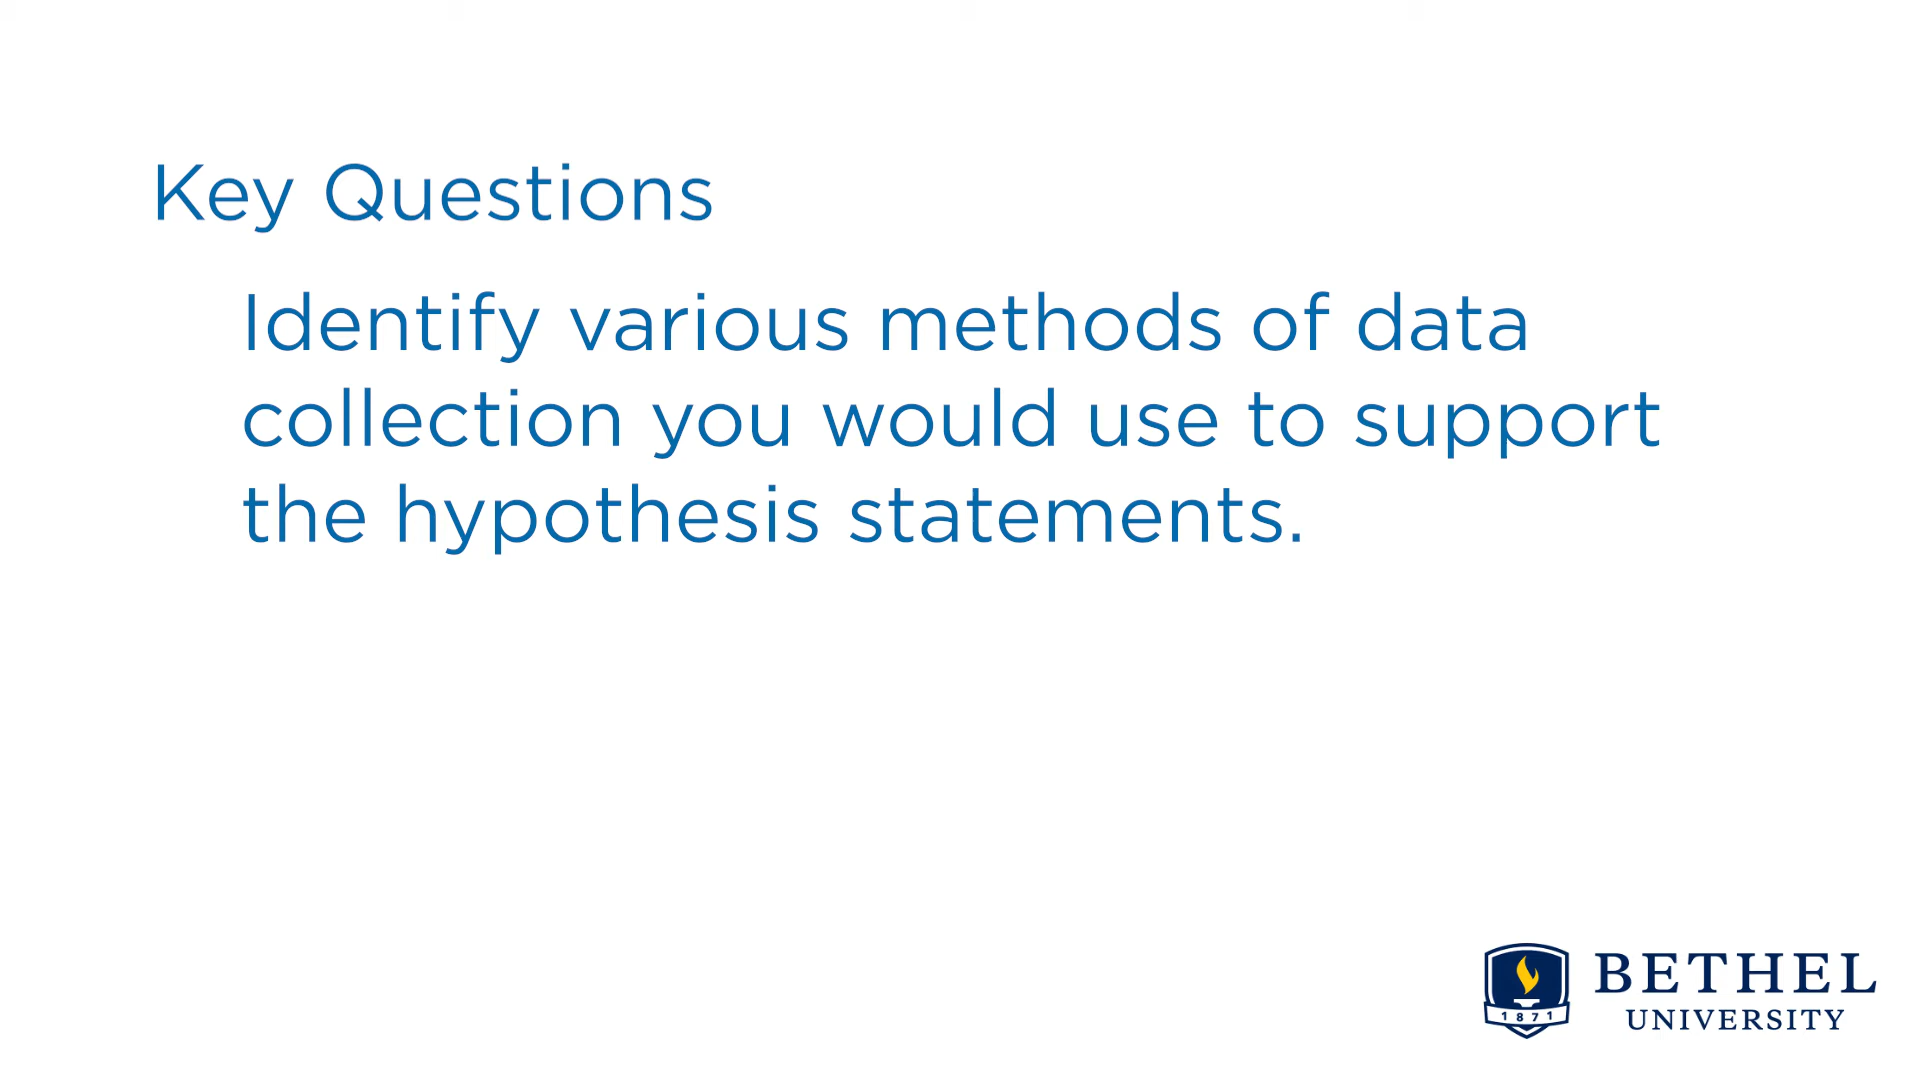 Key Questions
Identify various methods of data
collection you would use to support
the hypothesis statements.
1871
BETHEL
UNIVERSITY